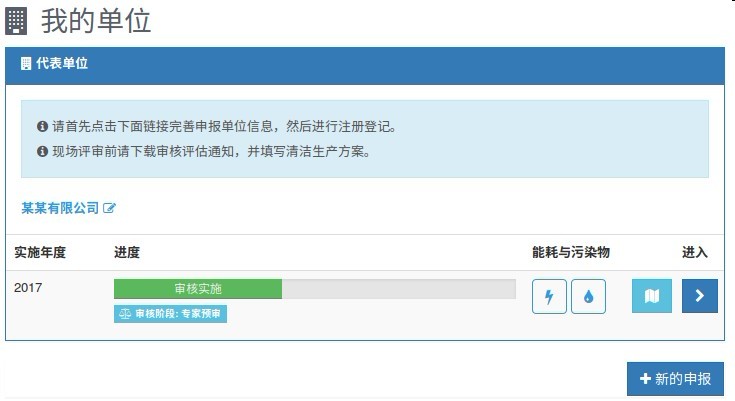 我的单位
代表单位
请首先点击下面链接完善申报单位信息，然后进行注册登记。
现场评审前请下载审核评估通知，并填写清洁生产方案。
某某有限公司
实施年度 进度 能耗与污染物 进入
2017 审核实施
审核阶段: 专家预审
新的申报